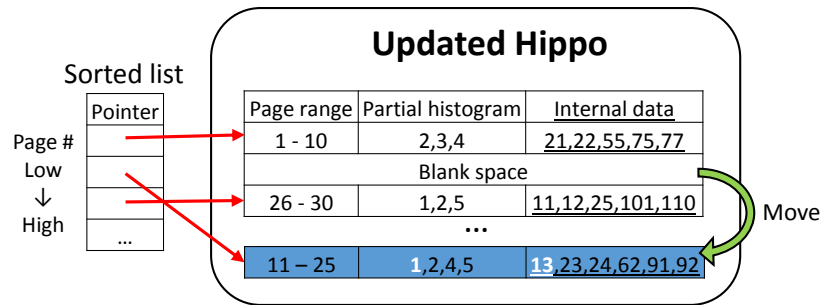 Updated Hippo
Sorted list
Pointer
Page #
Low
↓
High
...
Page range Partial histogram Internal data
1 - 10 2,3,4 21,22,55,75,77
Blank space
26 - 30 1,2,5 11,12,25,101,110
...
11 – 25 1,2,4,5 13,23,24,62,91,92
Move